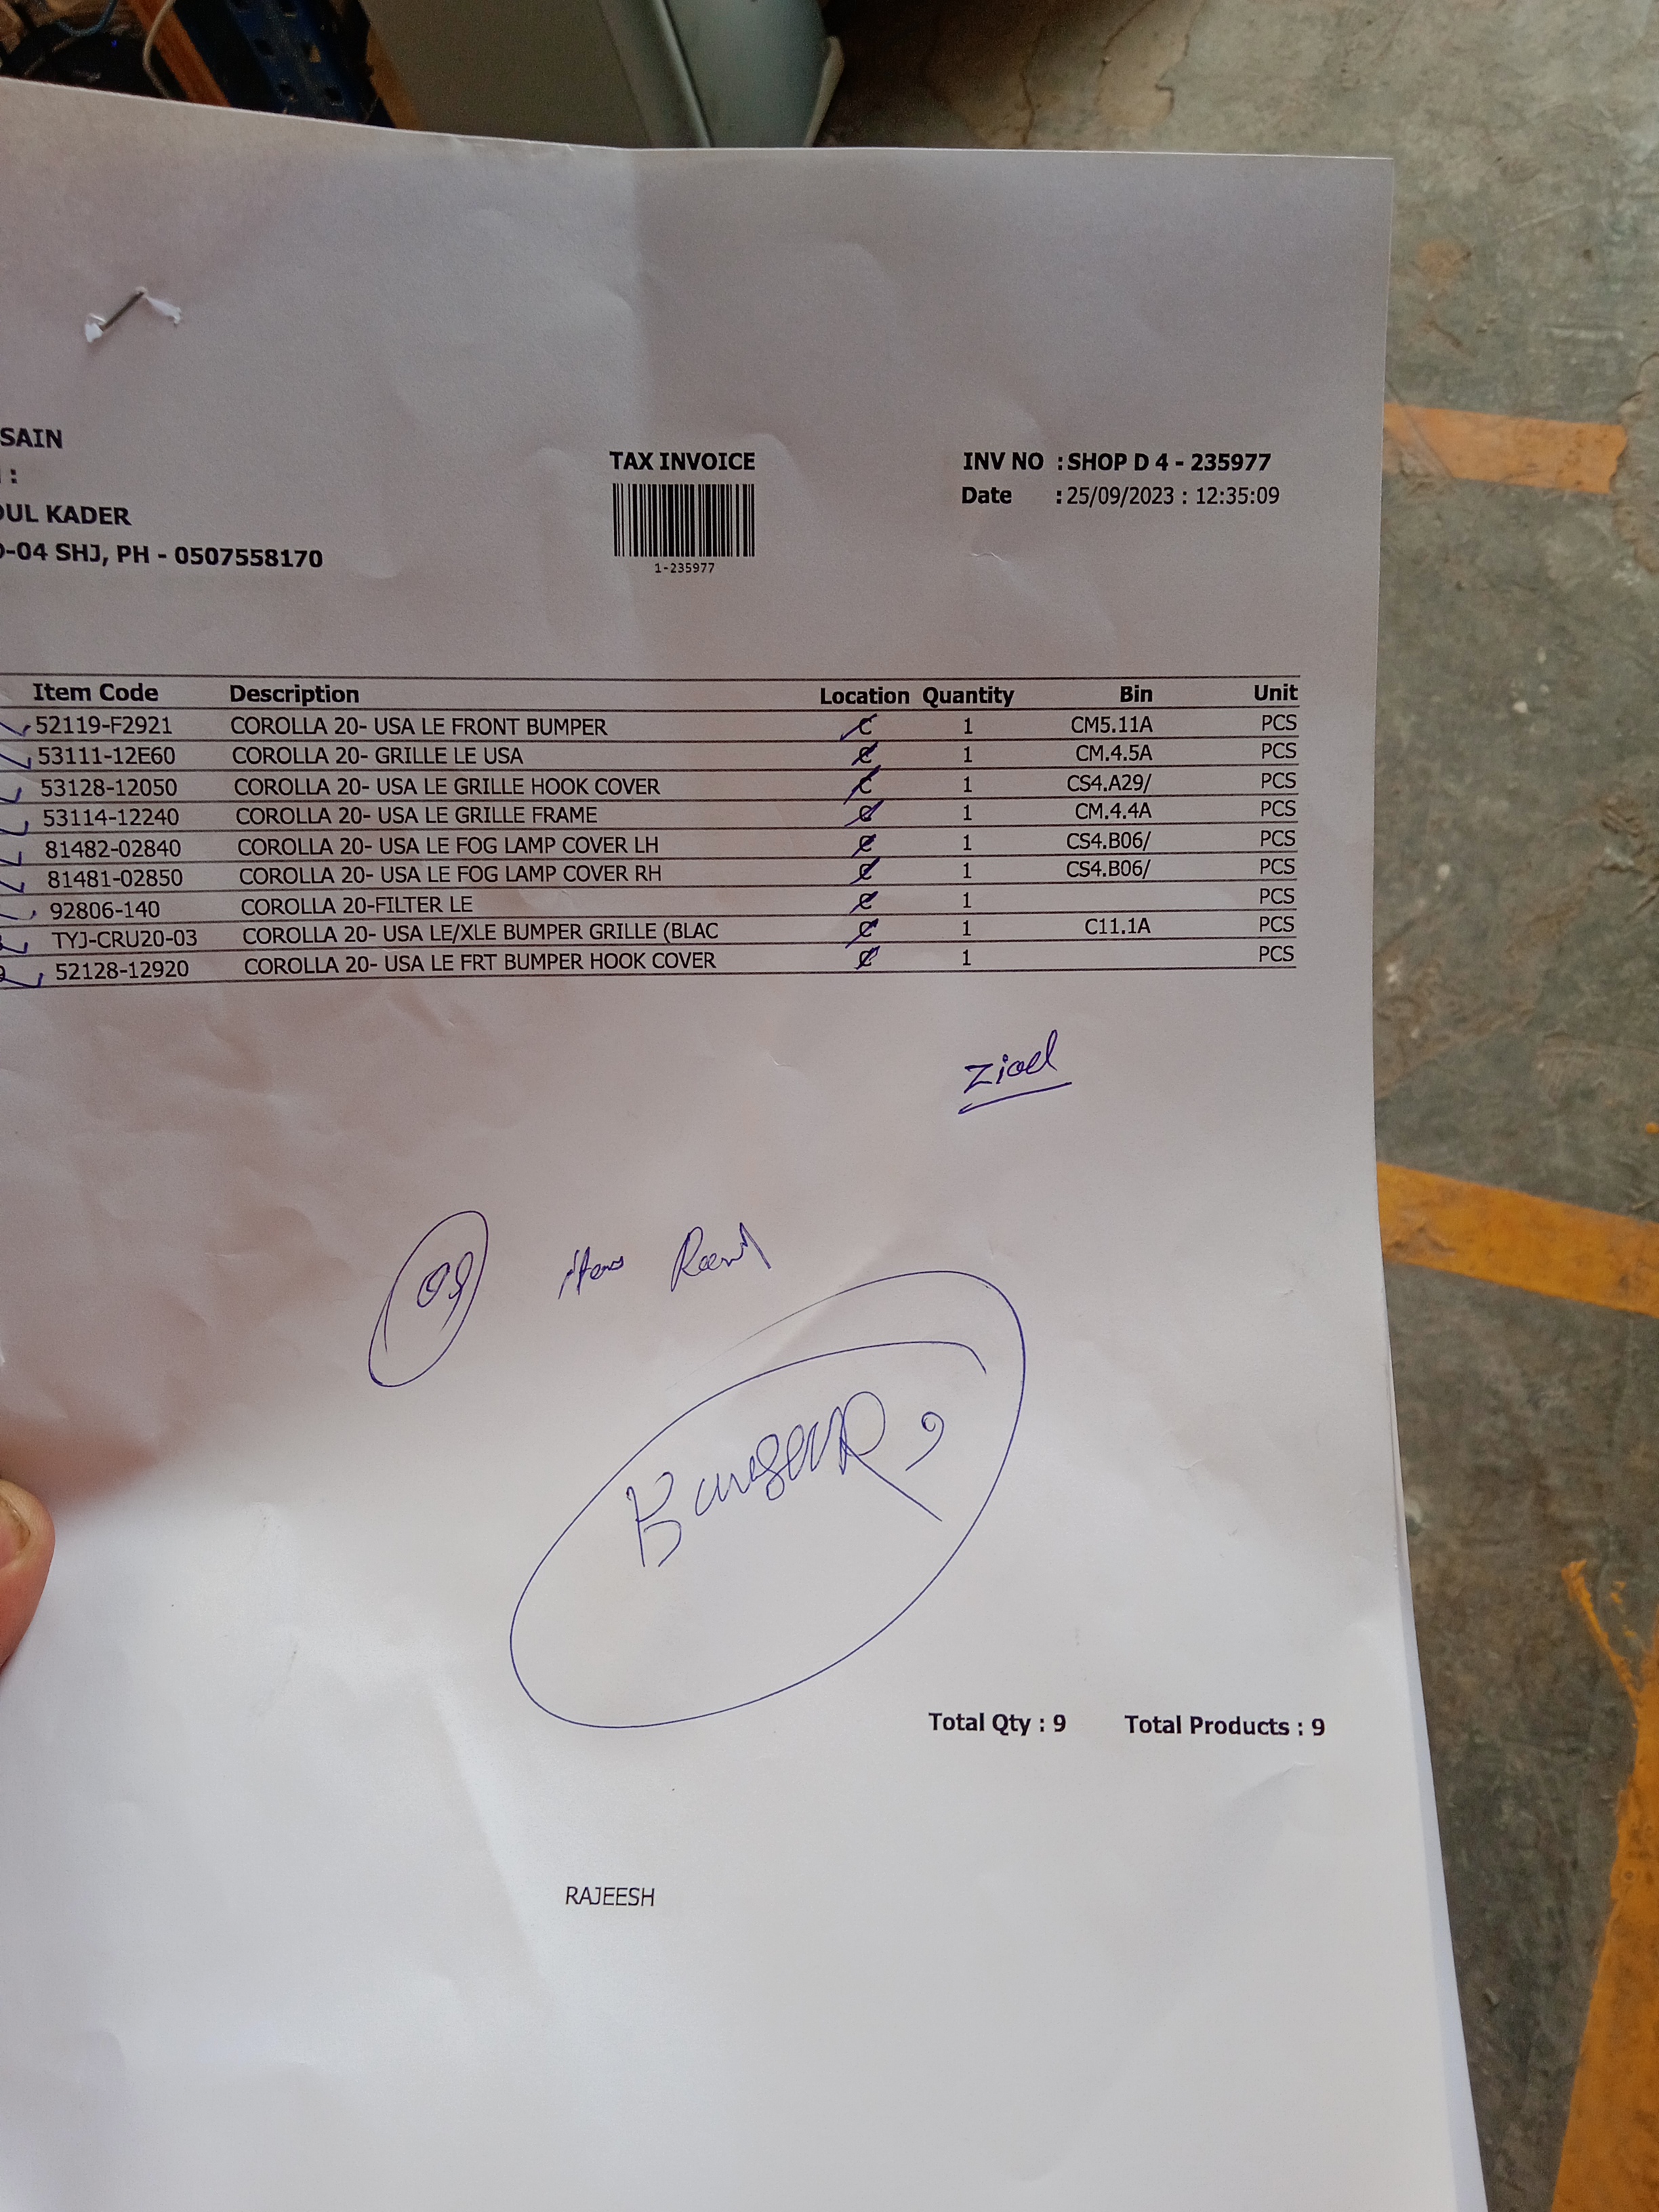 SAIN
TAX INVOICE
INV NO : SHOP D 4 - 235977
:
Date : 25/09/2023 : 12:35:09
OUL KADER
-04 SHJ, PH - 0507558170
1-235977
Item Code Description Location Quantity Bin Unit
52119-F2921 COROLLA 20- USA LE FRONT BUMPER C 1 CM5.11A PCS
53111-12E60 COROLLA 20- GRILLE LE USA C 1 CM.4.5A PCS
53128-12050 COROLLA 20- USA LE GRILLE HOOK COVER C 1 CS4.A29/ PCS
53114-12240 COROLLA 20- USA LE GRILLE FRAME C 1 CM.4.4A PCS
81482-02840 COROLLA 20- USA LE FOG LAMP COVER LH C 1 CS4.B06/ PCS
81481-02850 COROLLA 20- USA LE FOG LAMP COVER RH C 1 CS4.B06/ PCS
92806-140 COROLLA 20-FILTER LE C 1 PCS
TYJ-CRU20-03 COROLLA 20- USA LE/XLE BUMPER GRILLE (BLAC C 1 C11.1A PCS
52128-12920 COROLLA 20- USA LE FRT BUMPER HOOK COVER C 1 PCS
09
Total Qty : 9 Total Products : 9
RAJEESH